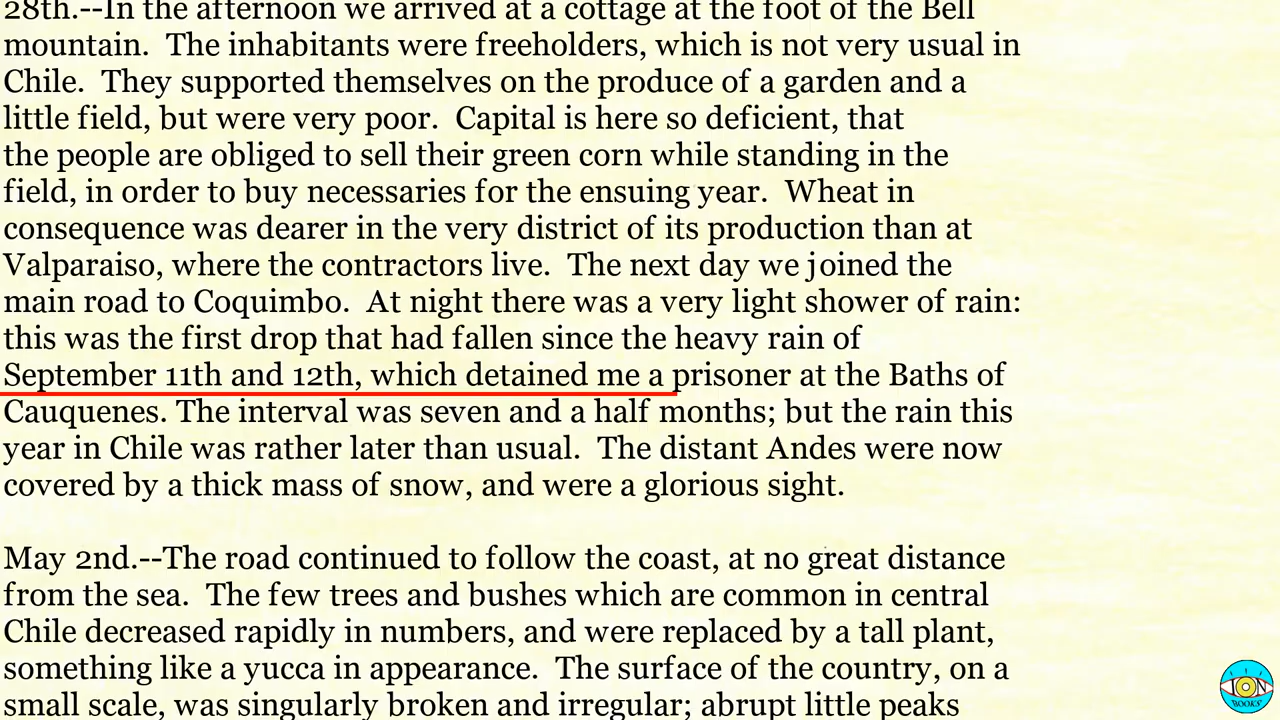 28th.--In the afternoon we arrived at a cottage at the foot of the Bell
mountain.  The inhabitants were freeholders, which is not very usual in
Chile.  They supported themselves on the produce of a garden and a
little field, but were very poor.  Capital is here so deficient, that
the people are obliged to sell their green corn while standing in the
field, in order to buy necessaries for the ensuing year.  Wheat in
consequence was dearer in the very district of its production than at
Valparaiso, where the contractors live.  The next day we joined the
main road to Coquimbo.  At night there was a very light shower of rain:
this was the first drop that had fallen since the heavy rain of
September 11th and 12th, which detained me a prisoner at the Baths of
Cauquenes. The interval was seven and a half months; but the rain this
year in Chile was rather later than usual.  The distant Andes were now
covered by a thick mass of snow, and were a glorious sight.
May 2nd.--The road continued to follow the coast, at no great distance
from the sea.  The few trees and bushes which are common in central
Chile decreased rapidly in numbers, and were replaced by a tall plant,
something like a yucca in appearance.  The surface of the country, on a
small scale, was singularly broken and irregular; abrupt little peaks
ION
BOOKS